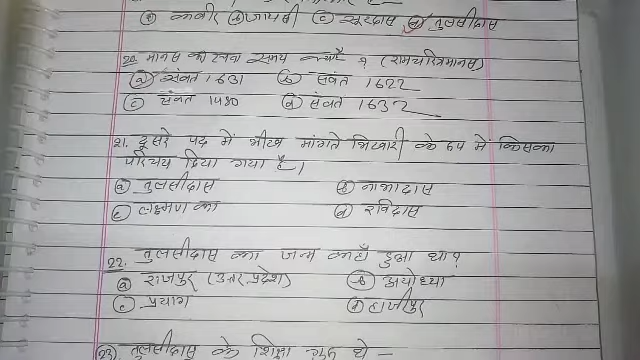 (a) कबीर (b) जायसी (c) सूरदास (d) तुलसीदास
20. मानस का रचना समय क्या है ? (रामचरितमानस)
(a) संवत 1631 (b) संवत 1622
(c) संवत 1480 (d) संवत 1632
21. दूसरे पद में भीख मांगते भिखारी के रूप में किसका
परिचय दिया गया है।
(a) तुलसीदास (b) नाभादास
(c) लक्ष्मण का (d) रविदास
22. तुलसीदास का जन्म कहाँ हुआ था ?
(a) राजपुर (उत्तर प्रदेश) (b) अयोध्या
(c) प्रयाग (d) हाजीपुर
23. तुलसीदास के शिक्षा गुरु थे –